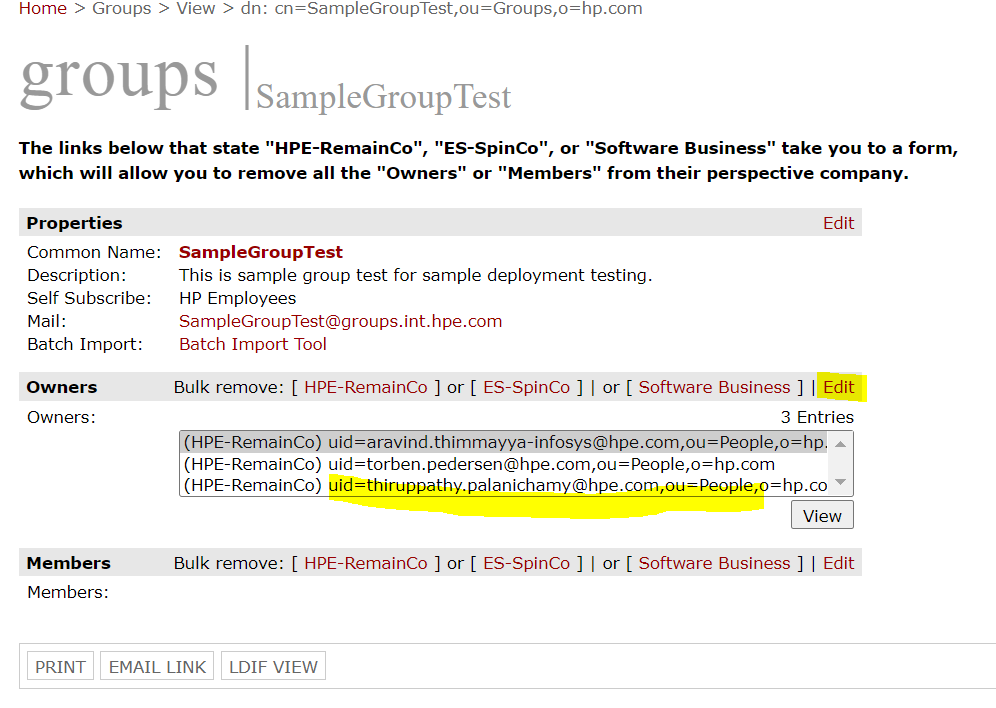 Home > Groups > View > dn: cn=SampleGroupTest,ou=Groups,o=hp.com
groups | SampleGroupTest
The links below that state "HPE-RemainCo", "ES-SpinCo", or "Software Business" take you to a form,
which will allow you to remove all the "Owners" or "Members" from their perspective company.
Properties Edit
Common Name: SampleGroupTest
Description: This is sample group test for sample deployment testing.
Self Subscribe: HP Employees
Mail: SampleGroupTest@groups.int.hpe.com
Batch Import: Batch Import Tool
Owners Bulk remove: [ HPE-RemainCo ] or [ ES-SpinCo ] | or [ Software Business ] | Edit
Owners: 3 Entries
(HPE-RemainCo) uid=aravind.thimmayya-infosys@hpe.com,ou=People,o=hp.
(HPE-RemainCo) uid=torben.pedersen@hpe.com,ou=People,o=hp.com
(HPE-RemainCo) uid=thiruppathy.palanichamy@hpe.com,ou=People,o=hp.co
View
Members Bulk remove: [ HPE-RemainCo ] or [ ES-SpinCo ] | or [ Software Business ] | Edit
Members:
PRINT EMAIL LINK LDIF VIEW